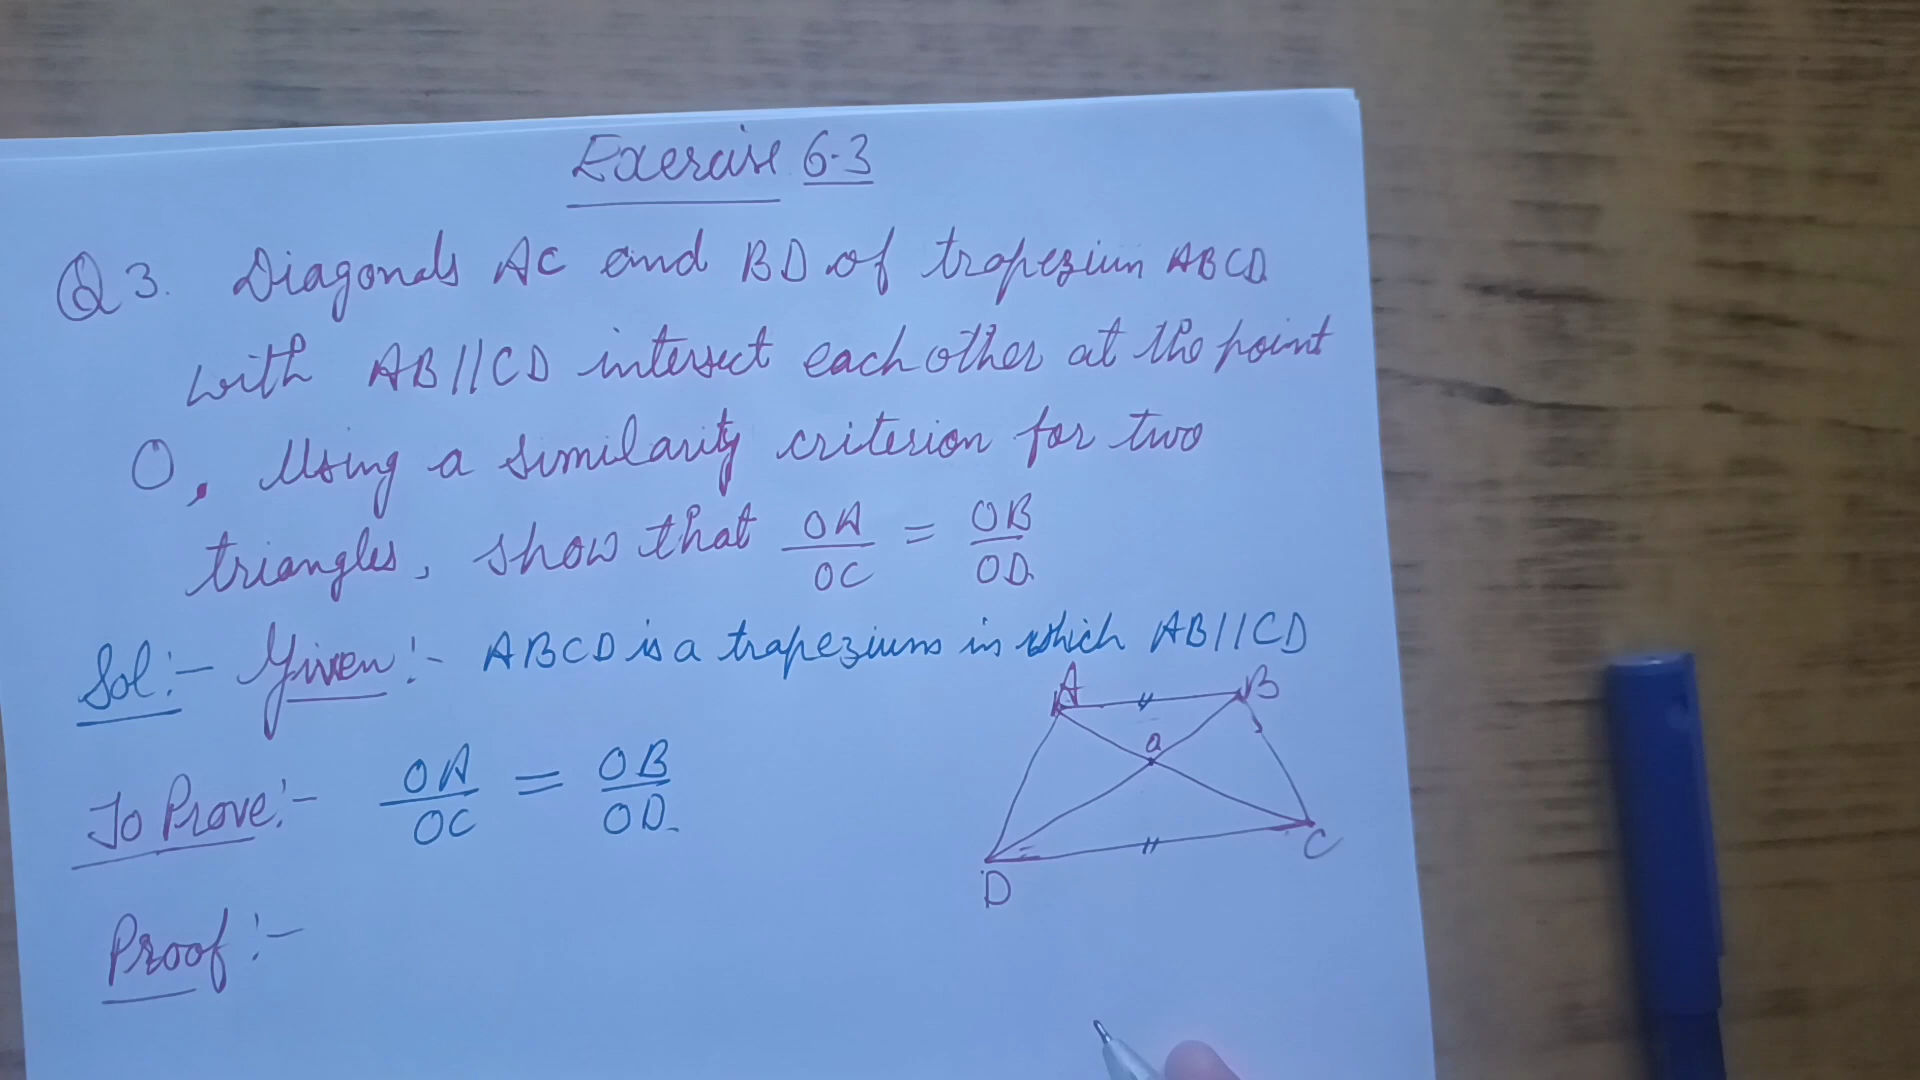 Exercise 6.3
Q3. Diagonals AC and BD of trapezium ABCD
with AB//CD intersect each other at the point
O, Using a similarity criterion for two
triangles, show that OA/OC = OB/OD.
Sol:- Given:- ABCD is a trapezium in which AB//CD
To Prove:- OA/OC = OB/OD.
A B
O
D C
Proof:-